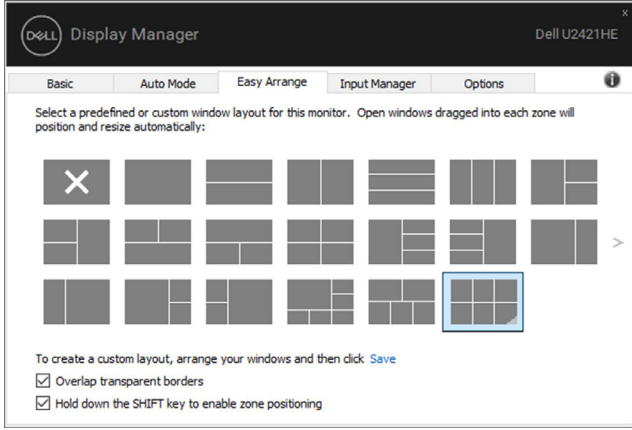 x
DELL Display Manager Dell U2421HE
Basic Auto Mode Easy Arrange Input Manager Options i
Select a predefined or custom window layout for this monitor. Open windows dragged into each zone will
position and resize automatically:
>
To create a custom layout, arrange your windows and then click Save
Overlap transparent borders
Hold down the SHIFT key to enable zone positioning